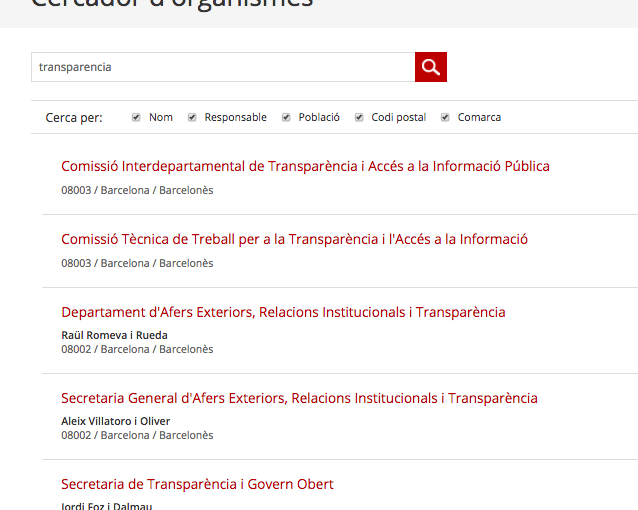 Cercador d'organismes
transparencia
Cerca per: Nom Responsable Població Codi postal Comarca
Comissió Interdepartamental de Transparència i Accés a la Informació Pública
08003 / Barcelona / Barcelonès
Comissió Tècnica de Treball per a la Transparència i l'Accés a la Informació
08003 / Barcelona / Barcelonès
Departament d'Afers Exteriors, Relacions Institucionals i Transparència
Raül Romeva i Rueda
08002 / Barcelona / Barcelonès
Secretaria General d'Afers Exteriors, Relacions Institucionals i Transparència
Aleix Villatoro i Oliver
08002 / Barcelona / Barcelonès
Secretaria de Transparència i Govern Obert
Jordi Foz i Dalmau